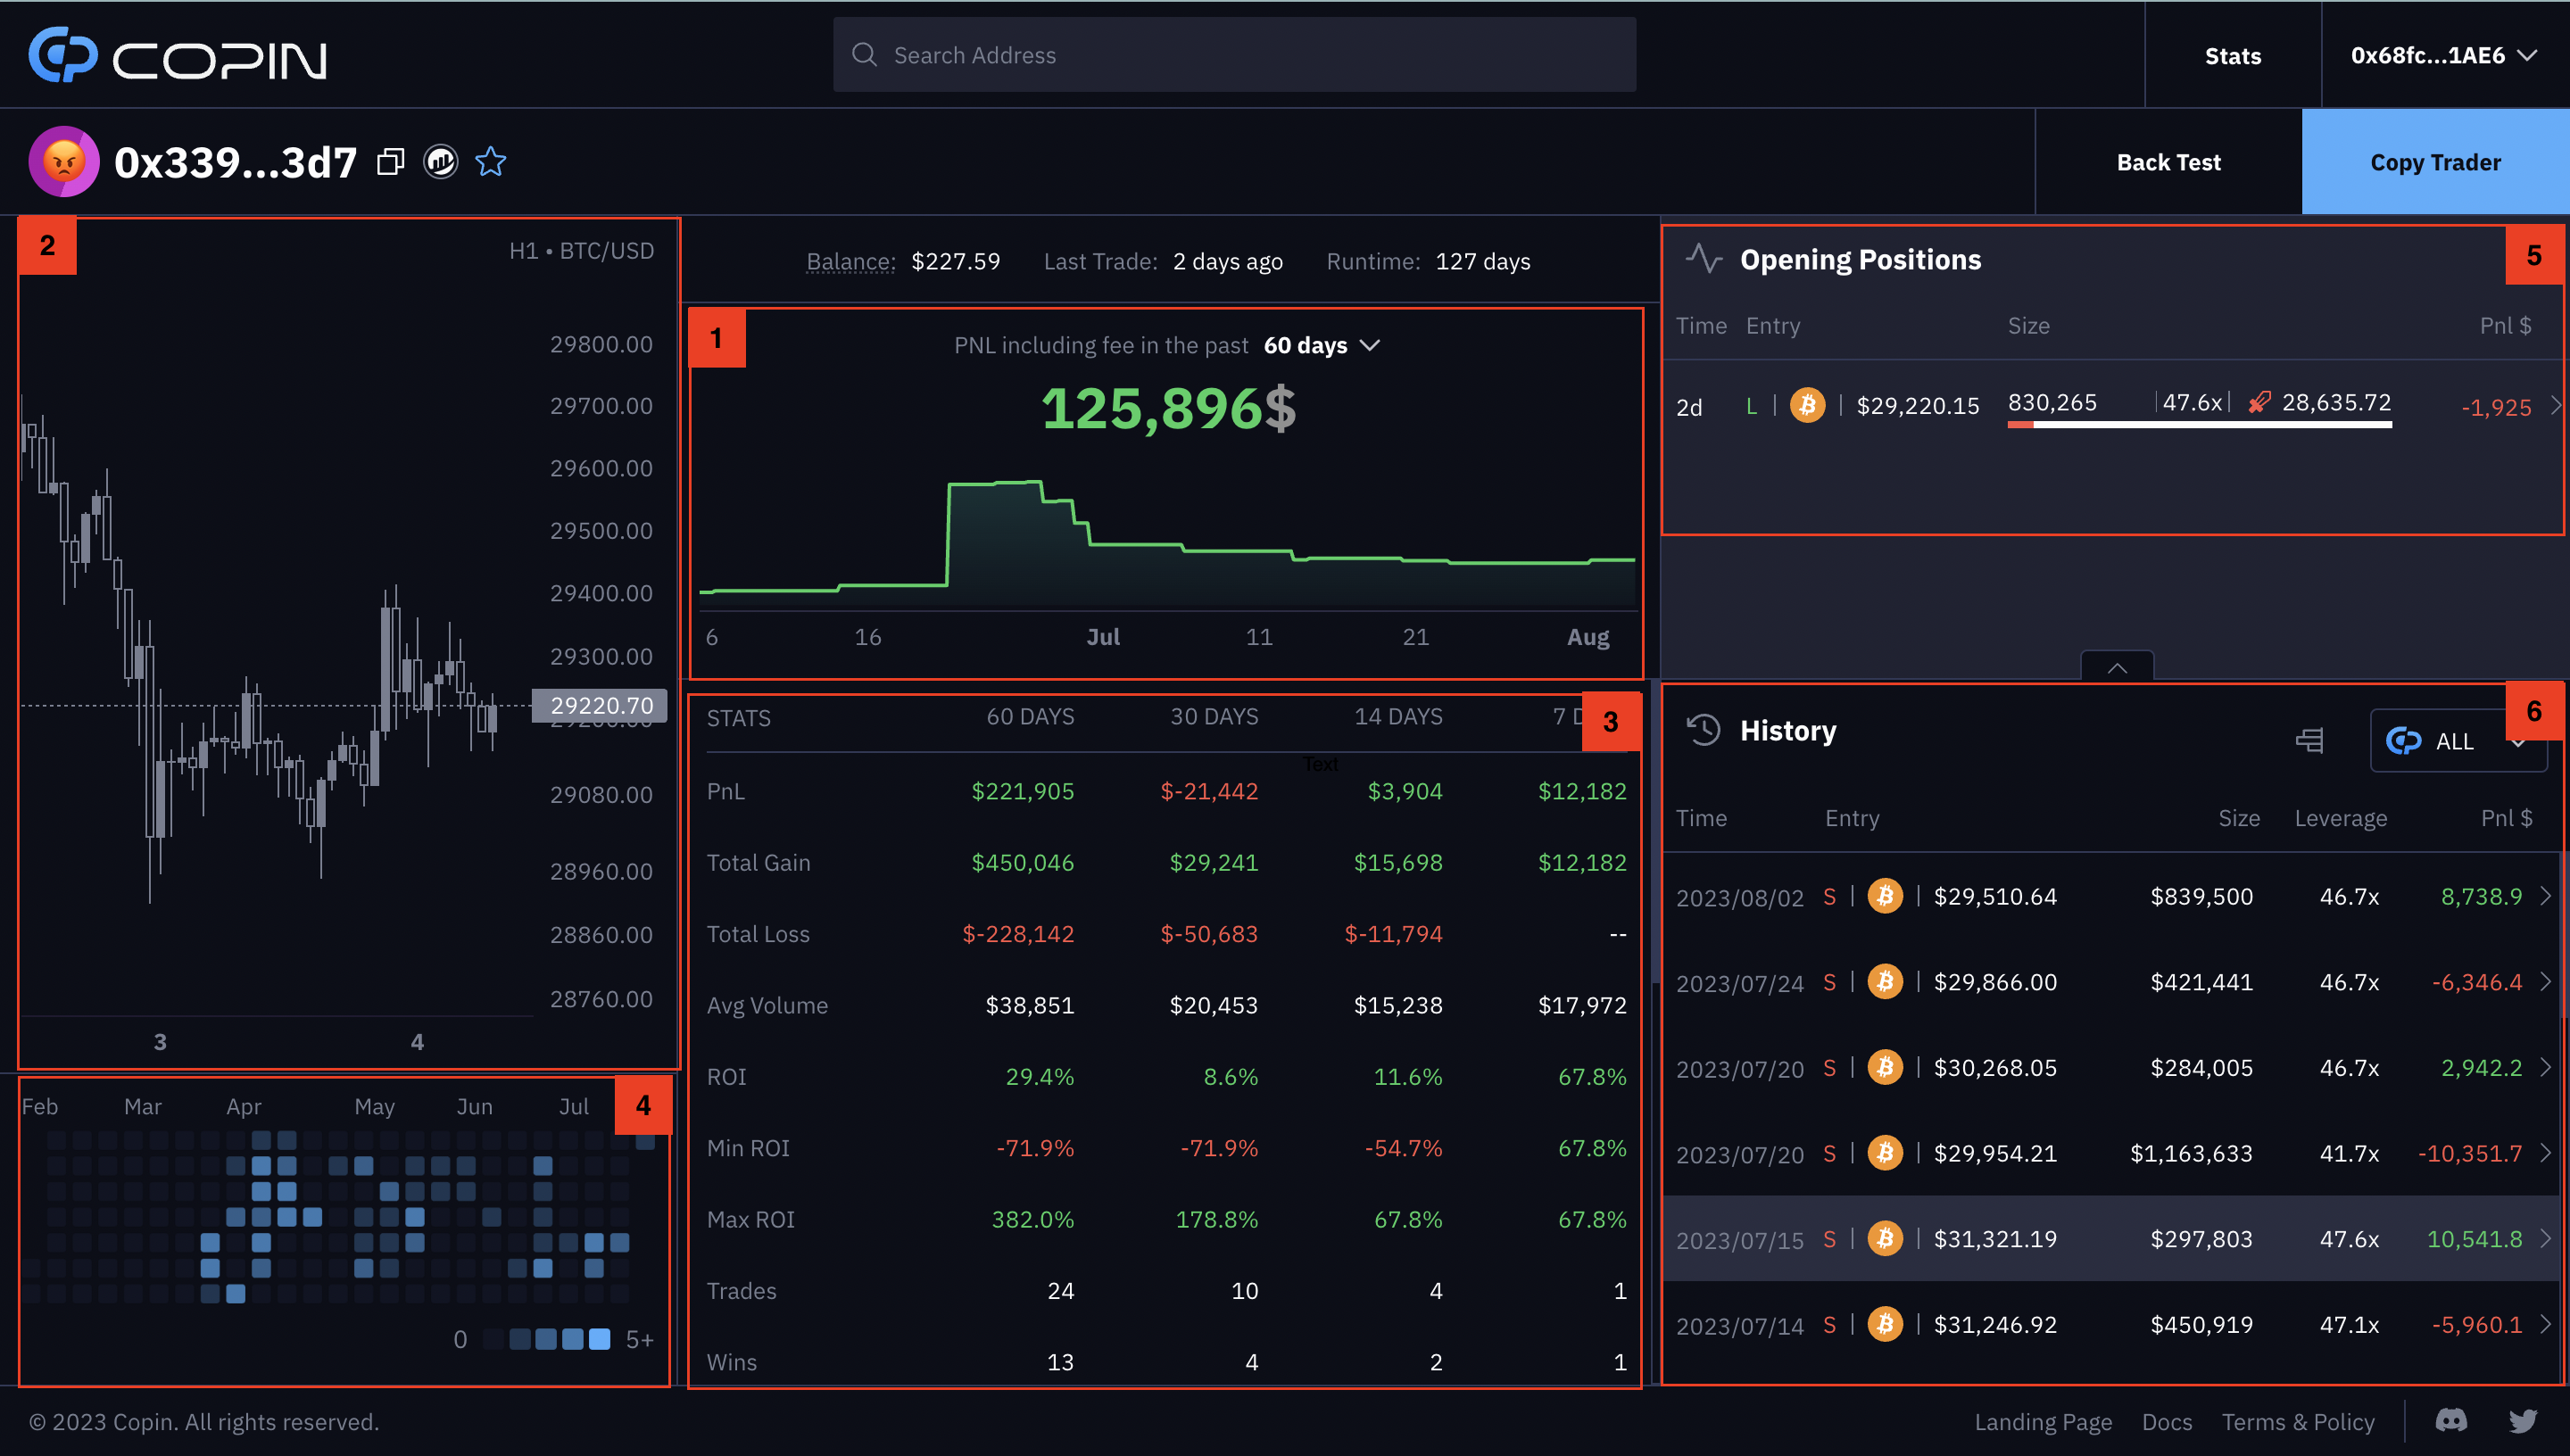 COPIN
Search Address
Stats
0x68fc...1AE6
0x339...3d7
Back Test
Copy Trader
2
H1 • BTC/USD
29800.00
29700.00
29600.00
29500.00
29400.00
29300.00
29220.70
29080.00
28960.00
28860.00
28760.00
3 4
Balance: $227.59 Last Trade: 2 days ago Runtime: 127 days
1
PNL including fee in the past 60 days
125,896$
6 16 Jul 11 21 Aug
3
STATS 60 DAYS 30 DAYS 14 DAYS 7 D
Text
PnL $221,905 $-21,442 $3,904 $12,182
Total Gain $450,046 $29,241 $15,698 $12,182
Total Loss $-228,142 $-50,683 $-11,794 --
Avg Volume $38,851 $20,453 $15,238 $17,972
ROI 29.4% 8.6% 11.6% 67.8%
Min ROI -71.9% -71.9% -54.7% 67.8%
Max ROI 382.0% 178.8% 67.8% 67.8%
Trades 24 10 4 1
Wins 13 4 2 1
4
Feb Mar Apr May Jun Jul
0 5+
5
Opening Positions
Time Entry Size Pnl $
2d L | | $29,220.15 830,265 |47.6x| 28,635.72 -1,925
6
History
ALL
Time Entry Size Leverage Pnl $
2023/08/02 S | | $29,510.64 $839,500 46.7x 8,738.9
2023/07/24 S | | $29,866.00 $421,441 46.7x -6,346.4
2023/07/20 S | | $30,268.05 $284,005 46.7x 2,942.2
2023/07/20 S | | $29,954.21 $1,163,633 41.7x -10,351.7
2023/07/15 S | | $31,321.19 $297,803 47.6x 10,541.8
2023/07/14 S | | $31,246.92 $450,919 47.1x -5,960.1
© 2023 Copin. All rights reserved.
Landing Page Docs Terms & Policy